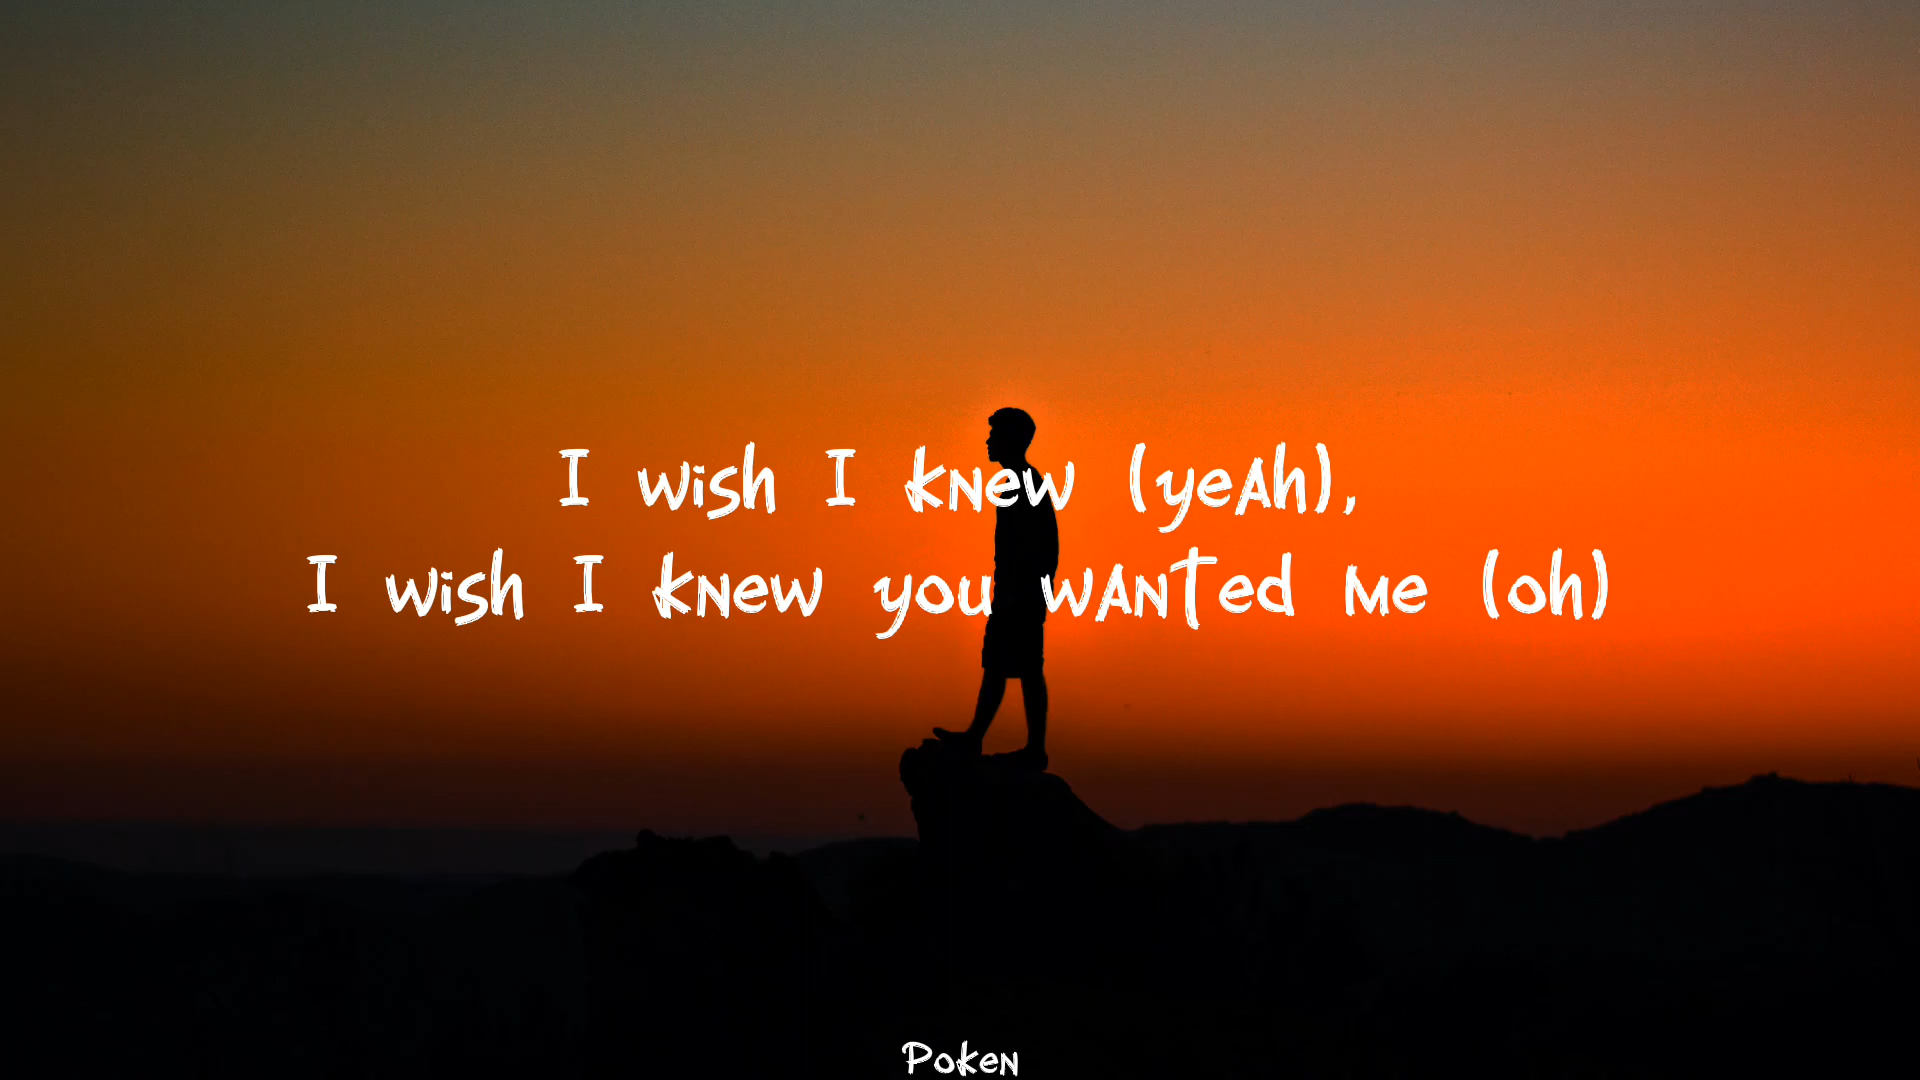 I wish I knew (yeah),
I wish I knew you wanted me (oh)
Poken